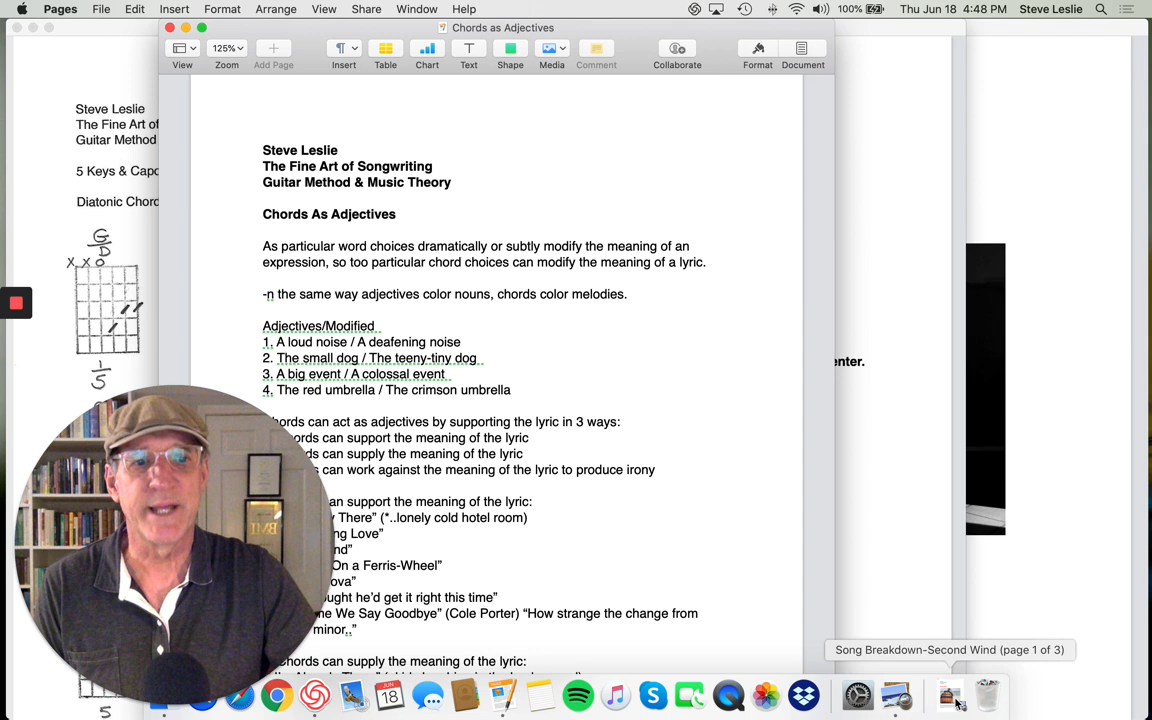 Pages File Edit Insert Format Arrange View Share Window Help 100% Thu Jun 18 4:48 PM Steve Leslie
Chords as Adjectives
125%
View Zoom Add Page Insert Table Chart Text Shape Media Comment Collaborate Format Document
Steve Leslie
The Fine Art of
Guitar Method
5 Keys & Capo
Diatonic Chord
G
D
X X O
1
5
5
Steve Leslie
The Fine Art of Songwriting
Guitar Method & Music Theory
Chords As Adjectives
As particular word choices dramatically or subtly modify the meaning of an
expression, so too particular chord choices can modify the meaning of a lyric.
-n the same way adjectives color nouns, chords color melodies.
Adjectives/Modified
1. A loud noise / A deafening noise
2. The small dog / The teeny-tiny dog
3. A big event / A colossal event
4. The red umbrella / The crimson umbrella
hords can act as adjectives by supporting the lyric in 3 ways:
ords can support the meaning of the lyric
rds can supply the meaning of the lyric
s can work against the meaning of the lyric to produce irony
an support the meaning of the lyric:
y There” (*..lonely cold hotel room)
ng Love”
nd”
On a Ferris-Wheel”
ova”
ought he’d get it right this time”
me We Say Goodbye” (Cole Porter) “How strange the change from
minor,.”
Chords can supply the meaning of the lyric:
enter.
Song Breakdown-Second Wind (page 1 of 3)
JUN
18
BMI